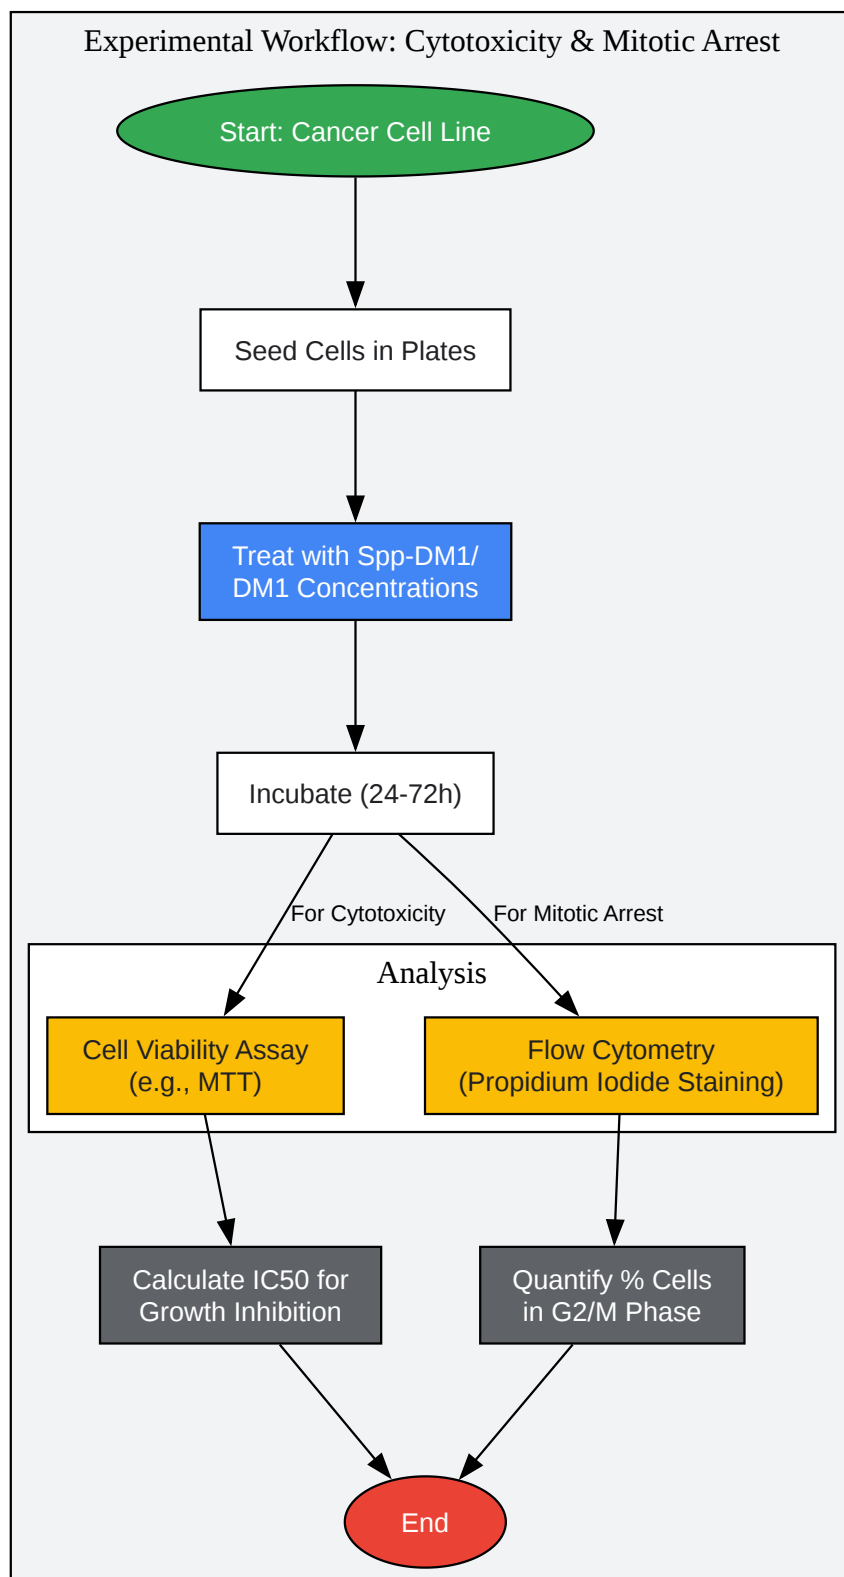 Experimental Workflow: Cytotoxicity & Mitotic Arrest
Start: Cancer Cell Line
Seed Cells in Plates
Treat with Spp-DM1/
DM1 Concentrations
Incubate (24-72h)
For Cytotoxicity
For Mitotic Arrest
Analysis
Cell Viability Assay
(e.g., MTT)
Flow Cytometry
(Propidium Iodide Staining)
Calculate IC50 for
Growth Inhibition
Quantify % Cells
in G2/M Phase
End